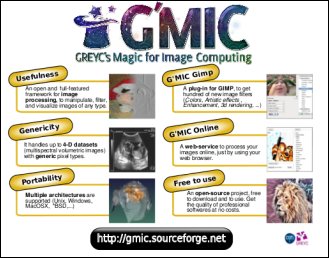 G'MIC
GREYC's Magic for Image Computing
Usefulness
An open and full-featured
framework for image
processing, to manipulate, filter,
and visualize images of any type.
G'MIC Gimp
A plug-in for GIMP, to get
hundred of new image filters
(Colors, Artistic effects ,
Enhancement, 3d rendering, ...)
Genericity
It handles up to 4-D datasets
(multispectral volumetric images)
with generic pixel types.
G'MIC Online
A web-service to process your
images online, just by using your
web browser.
Portability
Multiple architectures are
supported (Unix, Windows,
MacOSX, *BSD,...)
Free to use
An open-source project, free
to download and to use. Get
the quality of professional
softwares at no costs.
http://gmic.sourceforge.net